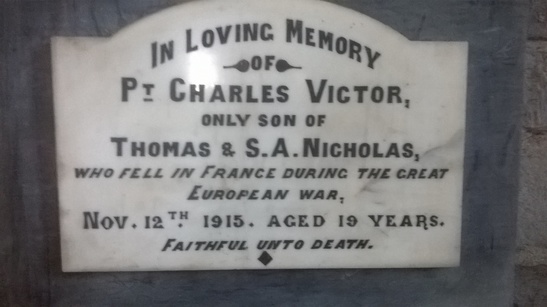 IN LOVING MEMORY
OF
PT CHARLES VICTOR,
ONLY SON OF
THOMAS & S.A. NICHOLAS,
WHO FELL IN FRANCE DURING THE GREAT
EUROPEAN WAR,
NOV. 12TH. 1915. AGED 19 YEARS.
FAITHFUL UNTO DEATH.